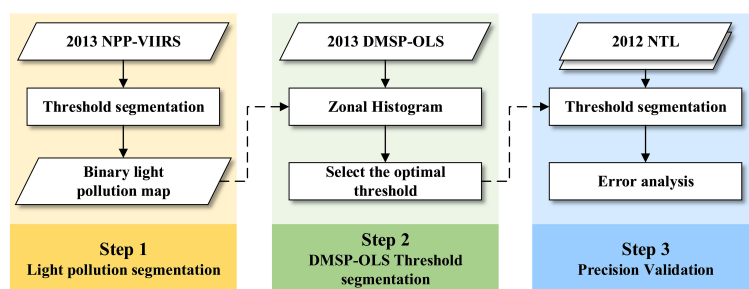 2013 NPP-VIIRS
Threshold segmentation
Binary light
pollution map
Step 1
Light pollution segmentation
2013 DMSP-OLS
Zonal Histogram
Select the optimal
threshold
Step 2
DMSP-OLS Threshold
segmentation
2012 NTL
Threshold segmentation
Error analysis
Step 3
Precision Validation